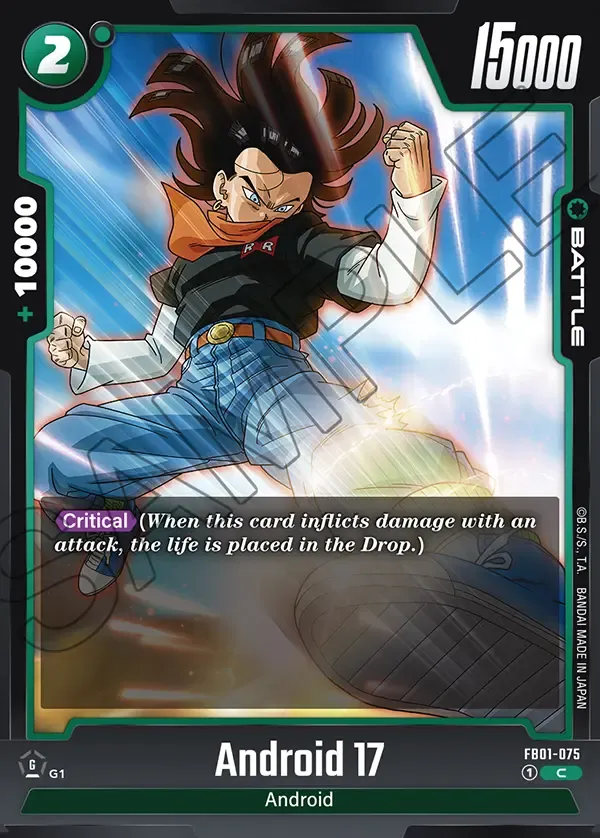 2
15000
+ 10000
BATTLE
R R
SAMPLE
Critical (When this card inflicts damage with an
attack, the life is placed in the Drop.)
©B.S./S., T.A. BANDAI MADE IN JAPAN
G G1
Android 17
FB01-075
1 C
Android